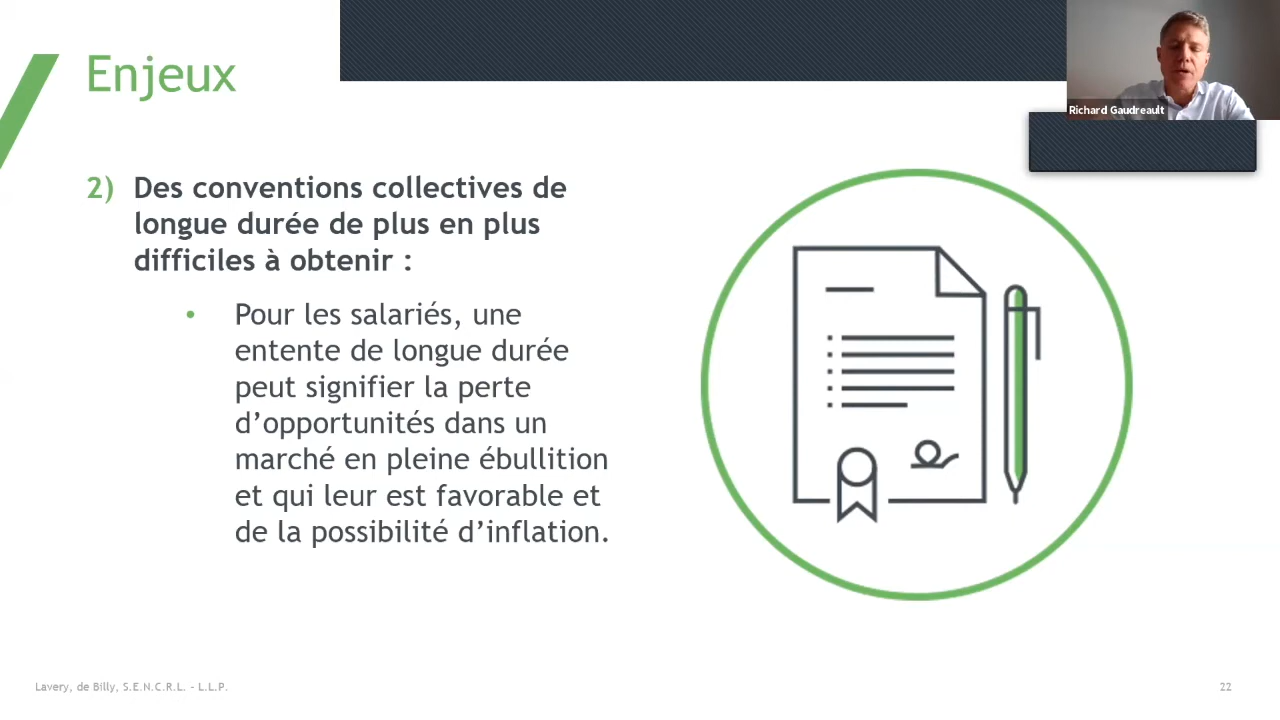 Enjeux
Richard Gaudreault
2) Des conventions collectives de
longue durée de plus en plus
difficiles à obtenir :
• Pour les salariés, une
entente de longue durée
peut signifier la perte
d’opportunités dans un
marché en pleine ébullition
et qui leur est favorable et
de la possibilité d’inflation.
Lavery, de Billy, S.E.N.C.R.L. - L.L.P.
22